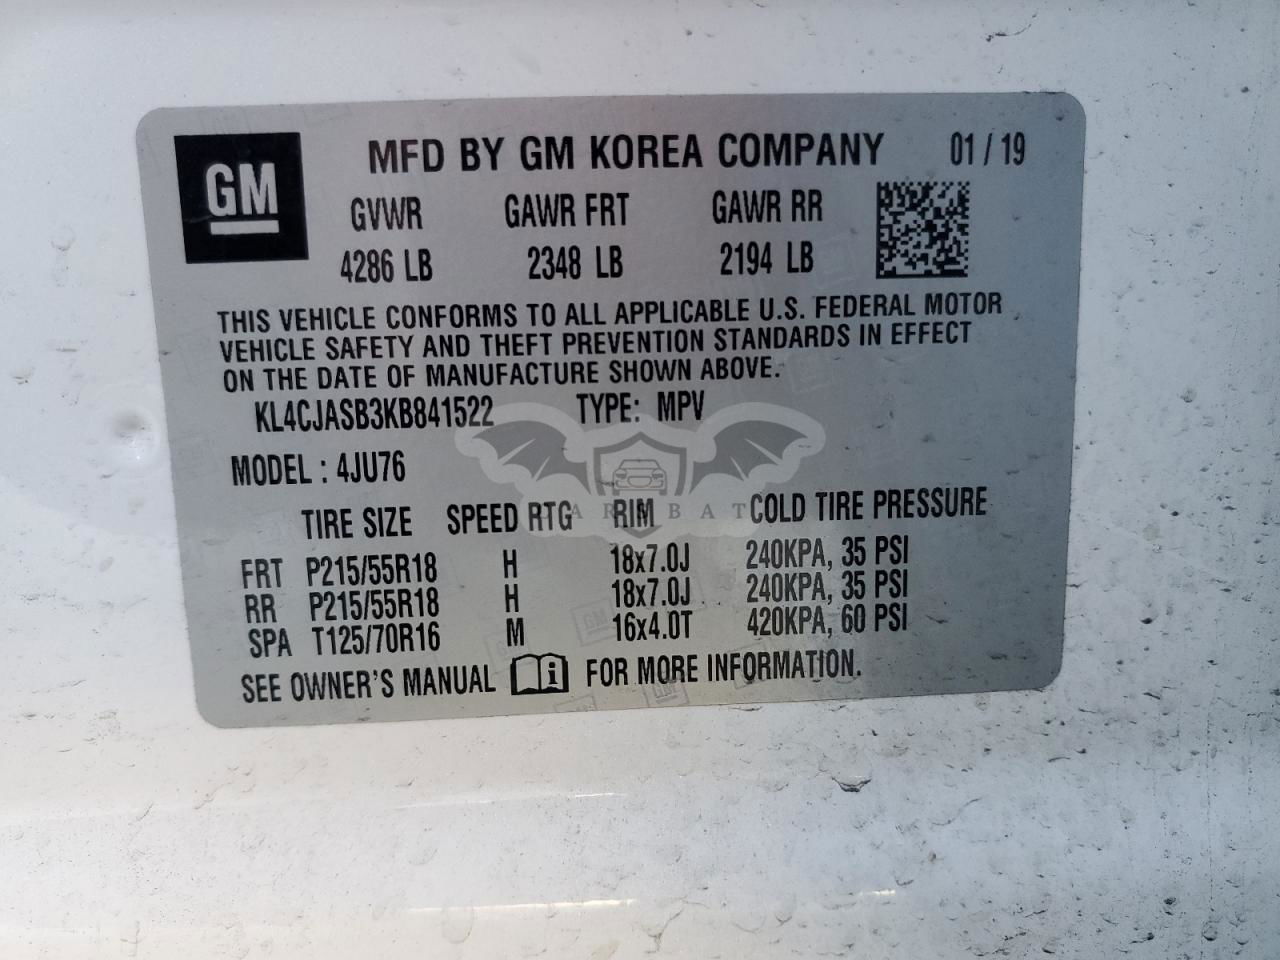 GM
MFD BY GM KOREA COMPANY 01 / 19
GVWR GAWR FRT GAWR RR
4286 LB 2348 LB 2194 LB
THIS VEHICLE CONFORMS TO ALL APPLICABLE U.S. FEDERAL MOTOR
VEHICLE SAFETY AND THEFT PREVENTION STANDARDS IN EFFECT
ON THE DATE OF MANUFACTURE SHOWN ABOVE.
KL4CJASB3KB841522 TYPE: MPV
MODEL : 4JU76
TIRE SIZE SPEED RTG RIM COLD TIRE PRESSURE
FRT P215/55R18 H 18x7.0J 240KPA, 35 PSI
RR P215/55R18 H 18x7.0J 240KPA, 35 PSI
SPA T125/70R16 M 16x4.0T 420KPA, 60 PSI
SEE OWNER'S MANUAL i FOR MORE INFORMATION.